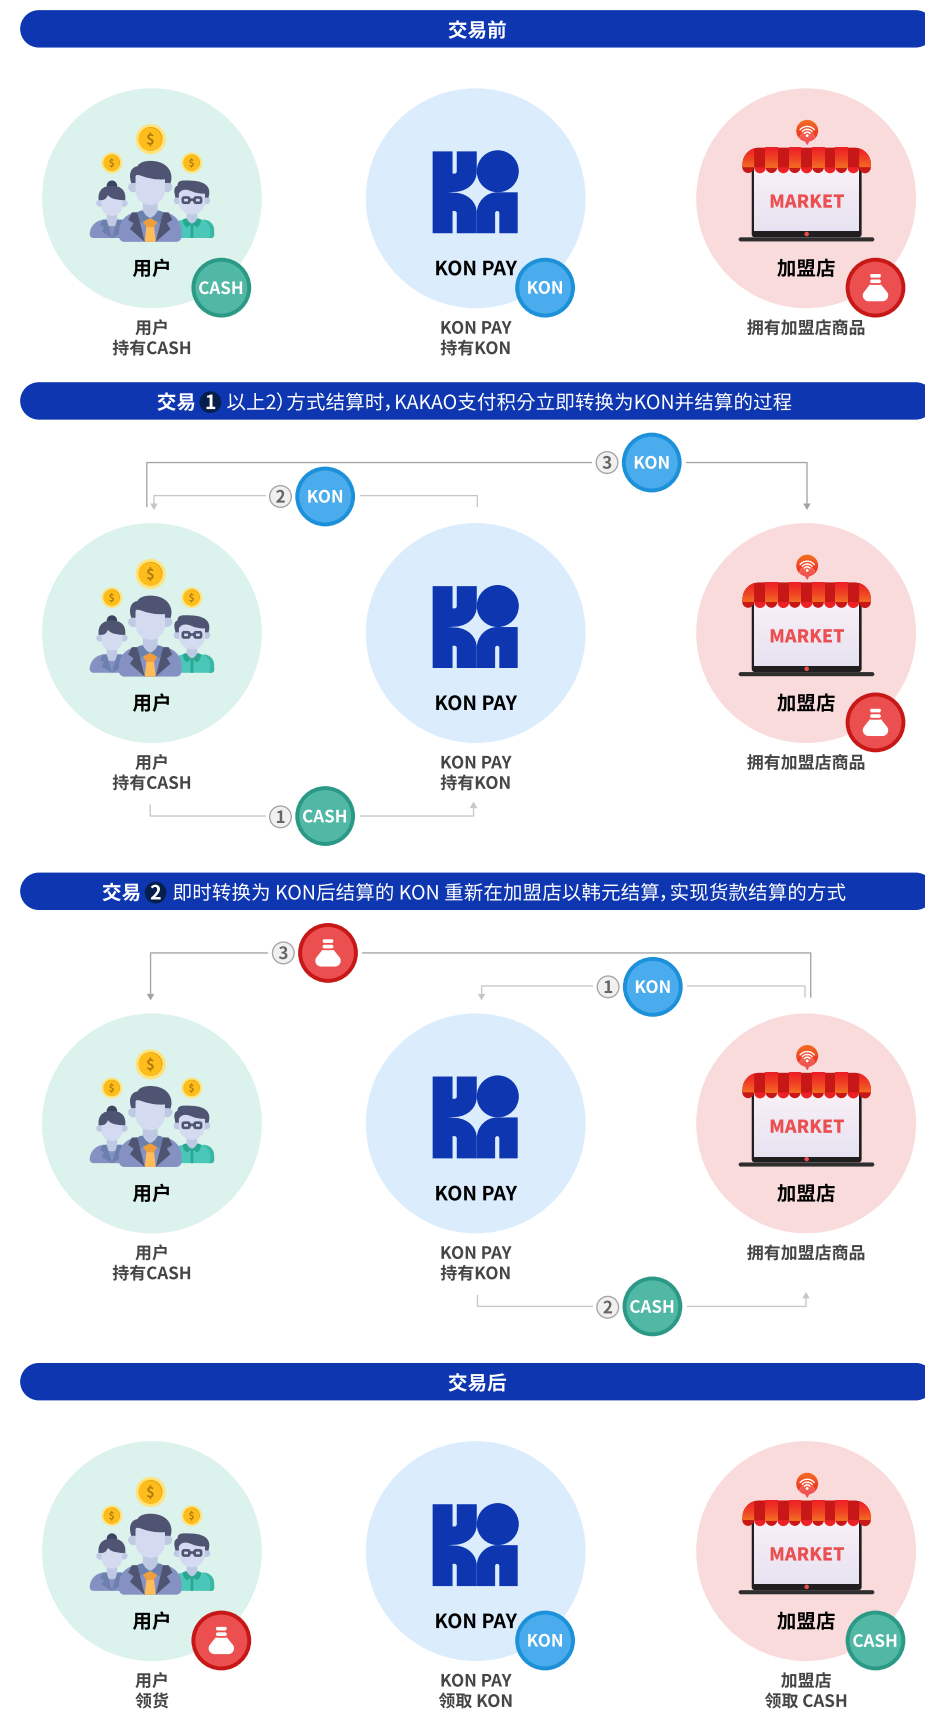 交易前
MARKET
用户
KON PAY
加盟店
CASH
KON
用户
持有CASH
KON PAY
持有KON
拥有加盟店商品
交易 1 以上2)方式结算时,KAKAO支付积分立即转换为KON并结算的过程
3 KON
2 KON
MARKET
用户
KON PAY
加盟店
用户
持有CASH
KON PAY
持有KON
拥有加盟店商品
1 CASH
交易 2 即时转换为 KON后结算的 KON 重新在加盟店以韩元结算,实现货款结算的方式
3
1 KON
MARKET
用户
KON PAY
加盟店
用户
持有CASH
KON PAY
持有KON
拥有加盟店商品
2 CASH
交易后
MARKET
用户
KON PAY
加盟店
KON
CASH
用户
领货
KON PAY
领取 KON
加盟店
领取 CASH